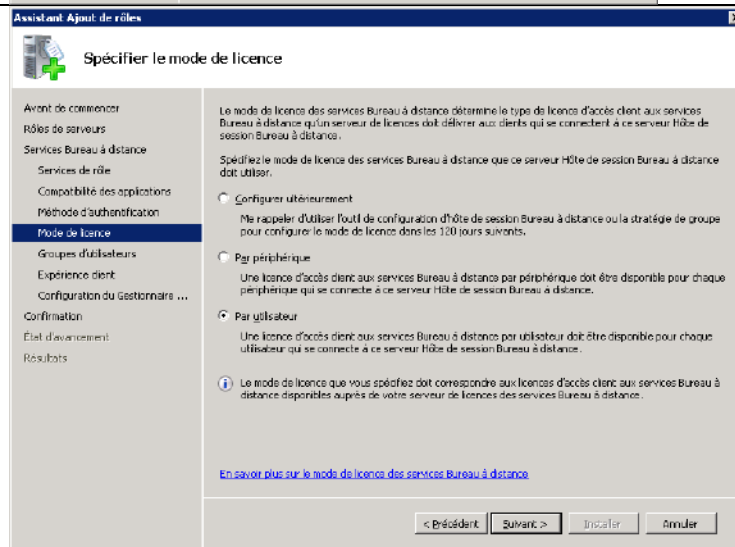 Assistant Ajout de rôles
Spécifier le mode de licence
Avant de commencer
Rôles de serveurs
Services Bureau à distance
Services de rôle
Compatibilité des applications
Méthode d'authentification
Mode de licence
Groupes d'utilisateurs
Expérience client
Configuration du Gestionnaire ...
Confirmation
État d'avancement
Résultats
Le mode de licence des services Bureau à distance détermine le type de licence d'accès client aux services
Bureau à distance qu'un serveur de licences doit délivrer aux clients qui se connectent à ce serveur Hôte de
session Bureau à distance.
Spécifiez le mode de licence des services Bureau à distance que ce serveur Hôte de session Bureau à distance
doit utiliser.
Configurer ultérieurement
Me rappeler d'utiliser l'outil de configuration d'hôte de session Bureau à distance ou la stratégie de groupe
pour configurer le mode de licence dans les 120 jours suivants.
Par périphérique
Une licence d'accès client aux services Bureau à distance par périphérique doit être disponible pour chaque
périphérique qui se connecte à ce serveur Hôte de session Bureau à distance.
Par utilisateur
Une licence d'accès client aux services Bureau à distance par utilisateur doit être disponible pour chaque
utilisateur qui se connecte à ce serveur Hôte de session Bureau à distance.
Le mode de licence que vous spécifiez doit correspondre aux licences d'accès client aux services Bureau à
distance disponibles auprès de votre serveur de licences des services Bureau à distance.
En savoir plus sur le mode de licence des services Bureau à distance
< Précédent
Suivant >
Installer
Annuler